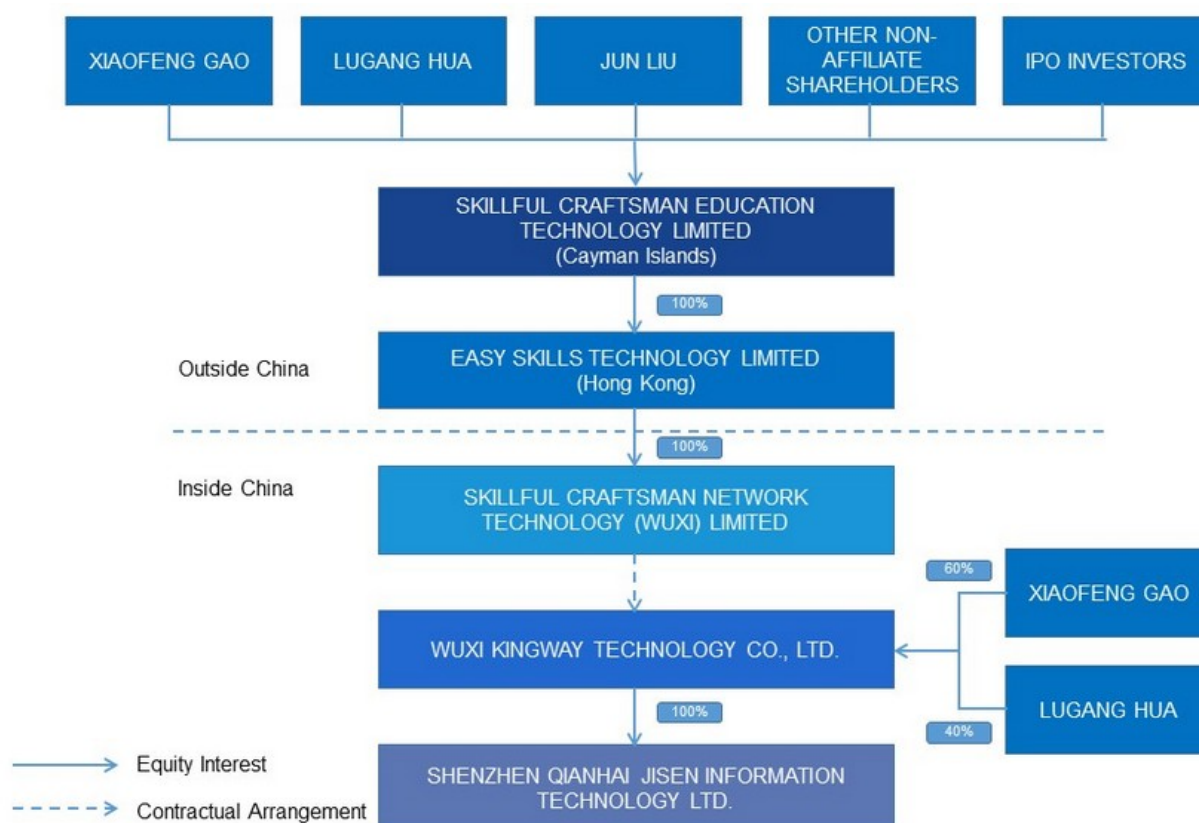 XIAOFENG GAO
LUGANG HUA
JUN LIU
OTHER NON-
AFFILIATE
SHAREHOLDERS
IPO INVESTORS
SKILLFUL CRAFTSMAN EDUCATION
TECHNOLOGY LIMITED
(Cayman Islands)
100%
EASY SKILLS TECHNOLOGY LIMITED
(Hong Kong)
Outside China
100%
Inside China
SKILLFUL CRAFTSMAN NETWORK
TECHNOLOGY (WUXI) LIMITED
60%
XIAOFENG GAO
WUXI KINGWAY TECHNOLOGY CO., LTD.
LUGANG HUA
40%
100%
SHENZHEN QIANHAI JISEN INFORMATION
TECHNOLOGY LTD.
Equity Interest
Contractual Arrangement